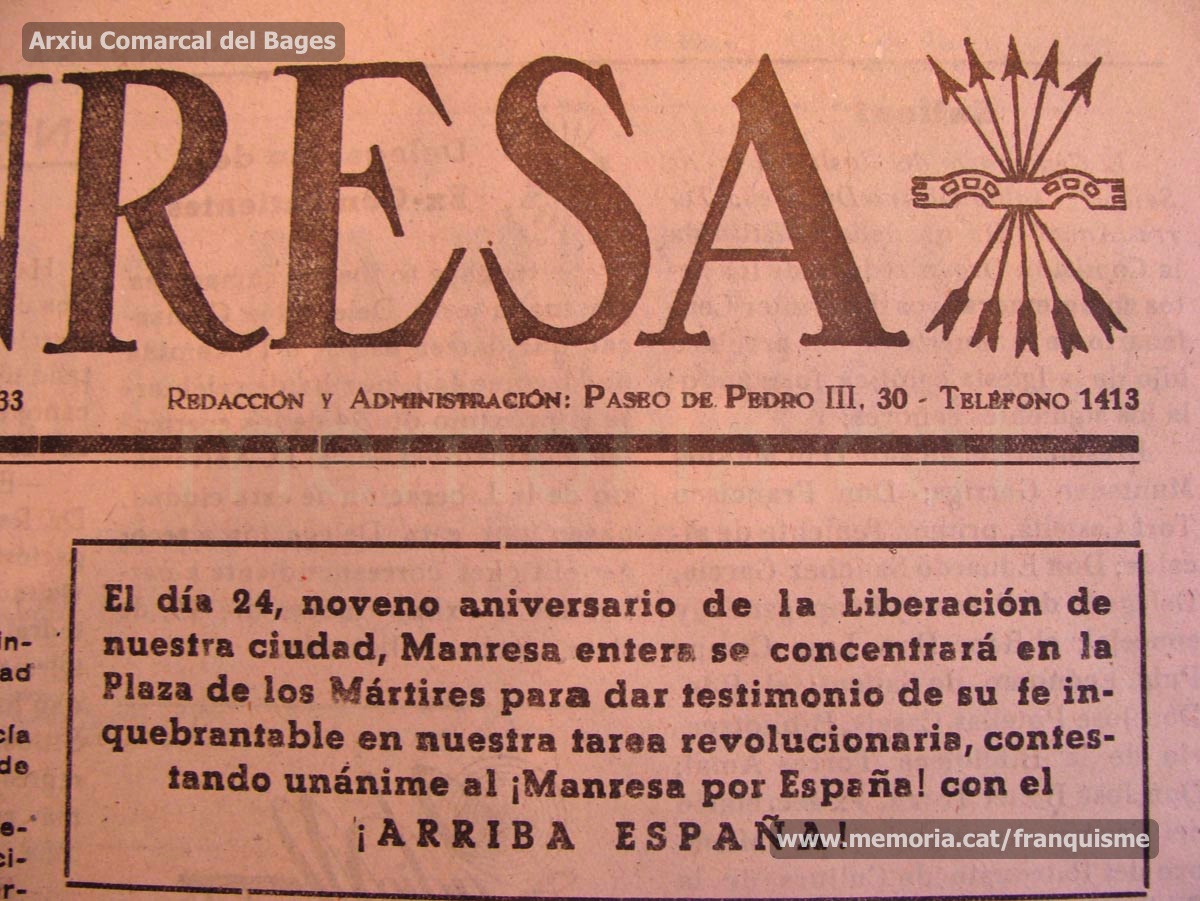 Arxiu Comarcal del Bages
NRESA
33 Redacción y Administración: Paseo de Pedro III, 30 - Teléfono 1413
El día 24, noveno aniversario de la Liberación de
nuestra ciudad, Manresa entera se concentrará en la
Plaza de los Mártires para dar testimonio de su fe in-
quebrantable en nuestra tarea revolucionaria, contes-
tando unánime al ¡Manresa por España! con el
¡ARRIBA ESPAÑA!
www.memoria.cat/franquisme